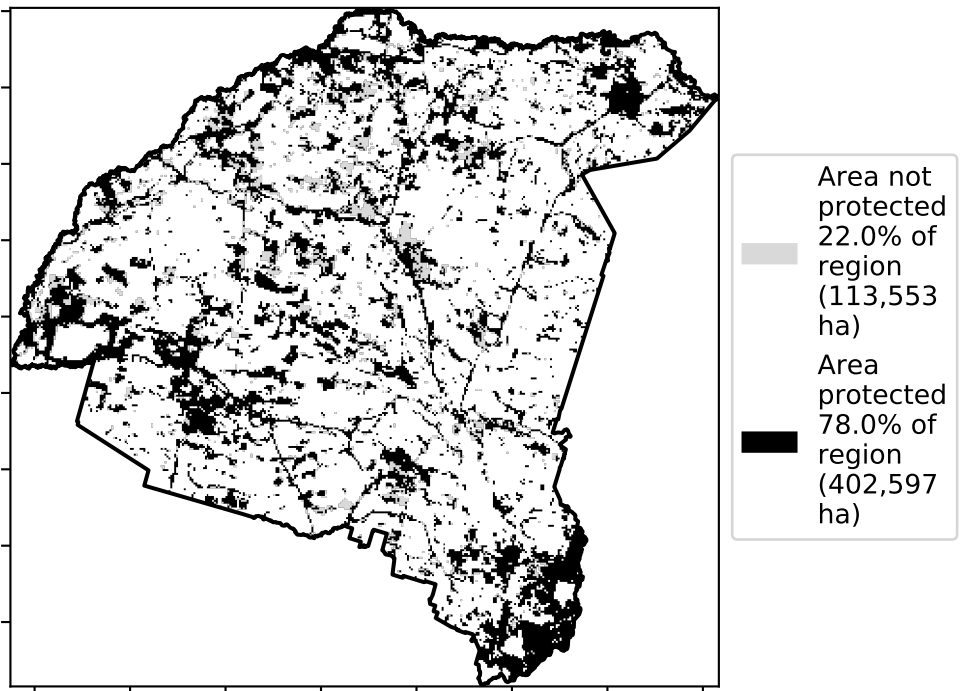 Area not
protected
22.0% of
region
(113,553
ha)
Area
protected
78.0% of
region
(402,597
ha)